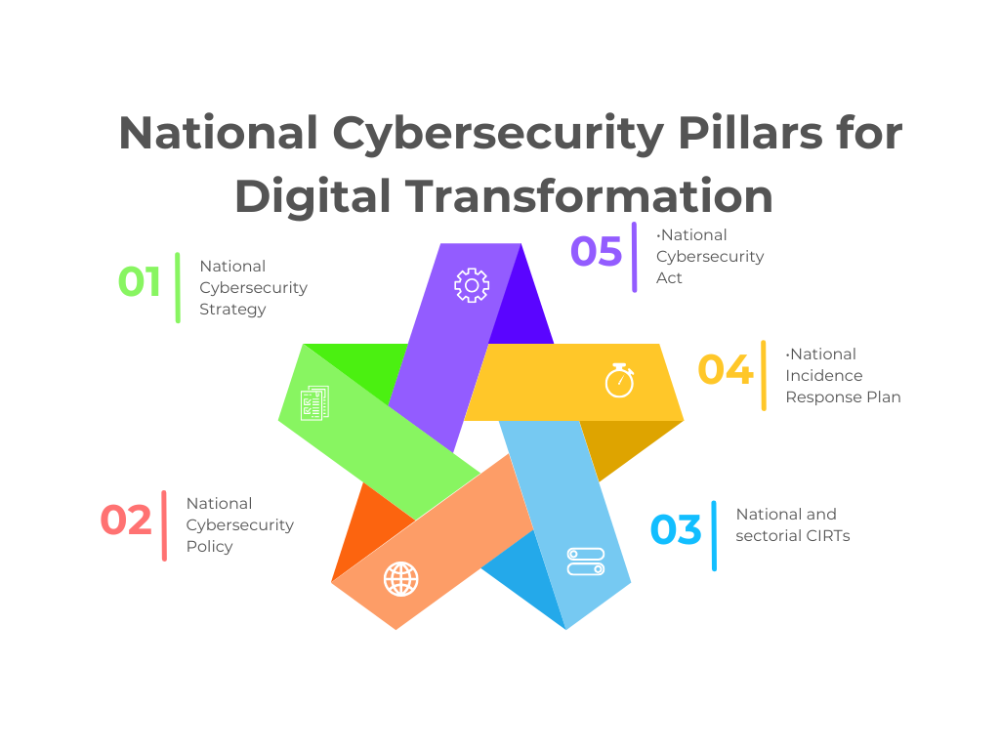 National Cybersecurity Pillars for
Digital Transformation
01
National
Cybersecurity
Strategy
05
•National
Cybersecurity
Act
04
•National
Incidence
Response Plan
02
National
Cybersecurity
Policy
03
National and
sectorial CIRTs